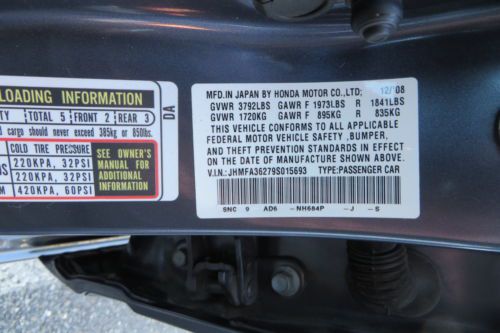 LOADING INFORMATION
TOTAL 5 FRONT 2 REAR 3
cargo should never exceed 385kg or 850lbs.
COLD TIRE PRESSURE
220KPA, 32PSI
220KPA, 32PSI
420KPA, 60PSI
SEE OWNER'S
MANUAL FOR
ADDITIONAL
INFORMATION
DA
MFD.IN JAPAN BY HONDA MOTOR CO.,LTD; 12/'08
GVWR 3792LBS GAWR F 1973LBS R 1841LBS
GVWR 1720KG GAWR F 895KG R 835KG
THIS VEHICLE CONFORMS TO ALL APPLICABLE
FEDERAL MOTOR VEHICLE SAFETY,BUMPER,
AND THEFT PREVENTION STANDARDS IN
EFFECT ON THE DATE OF MANUFACTURE SHOWN ABOVE.
V.I.N.: JHMFA36279S015693 TYPE:PASSENGER CAR
SNC 9 AD6 -NH684P -J -S